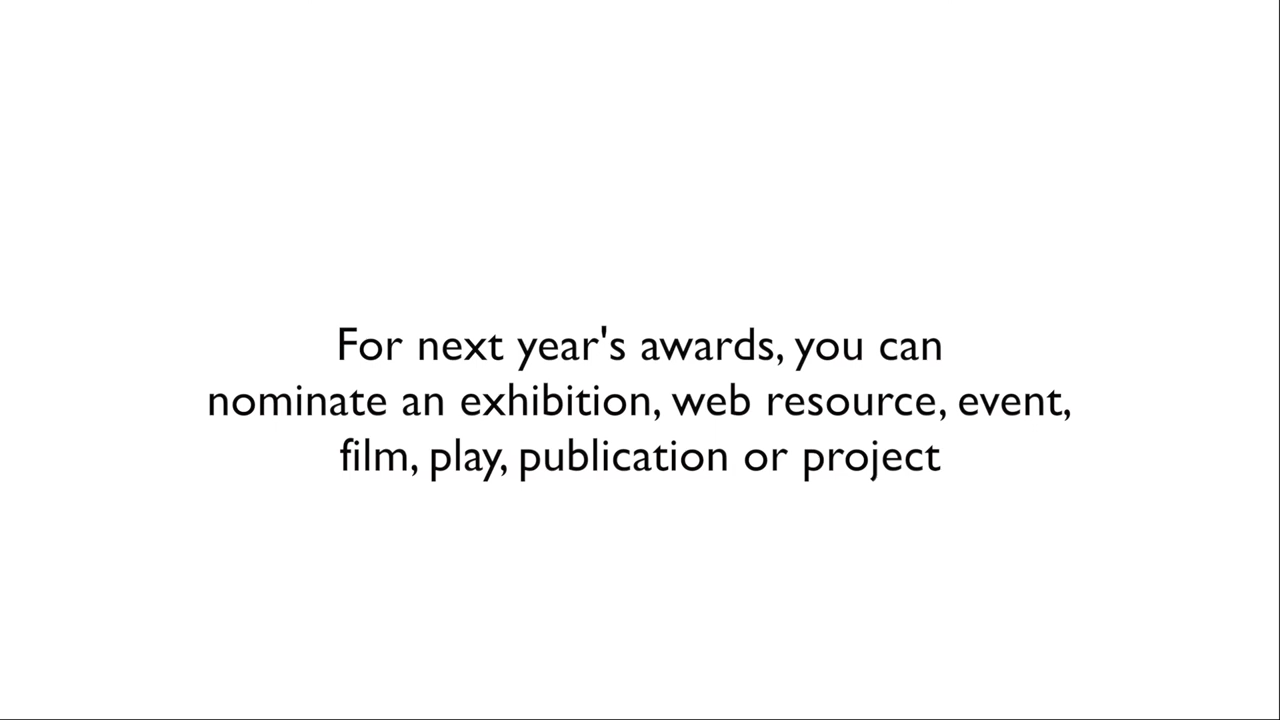 For next year's awards, you can
nominate an exhibition, web resource, event,
film, play, publication or project